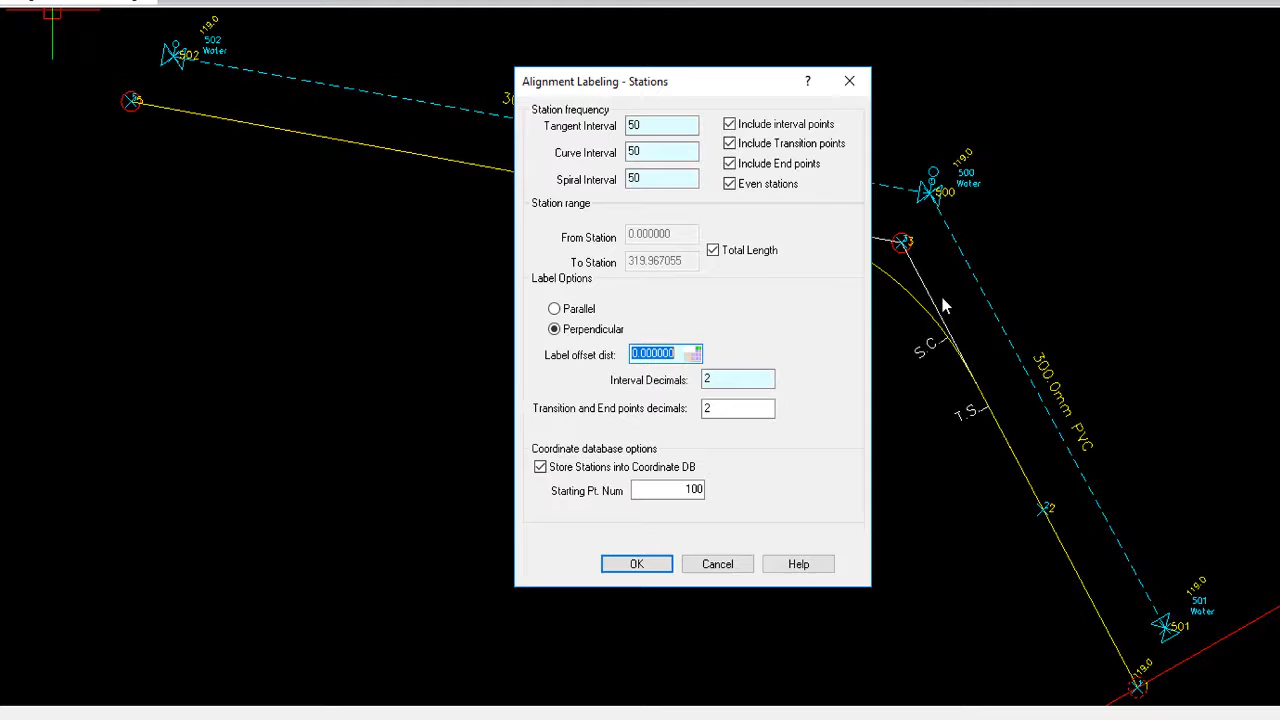 119.0
502
Water
502
Alignment Labeling - Stations
?
Station frequency
Tangent Interval 50
Include interval points
Curve Interval 50
Include Transition points
Spiral Interval 50
Include End points
Even stations
Station range
From Station 0.000000
To Station 319.967055
Total Length
Label Options
Parallel
Perpendicular
Label offset dist: 0.000000
Interval Decimals: 2
Transition and End points decimals: 2
Coordinate database options
Store Stations into Coordinate DB
Starting Pt. Num 100
OK Cancel Help
119.0
500
Water
500
3
S.C.
T.S.
300.0mm PVC
2
119.0
501
Water
501
119.0